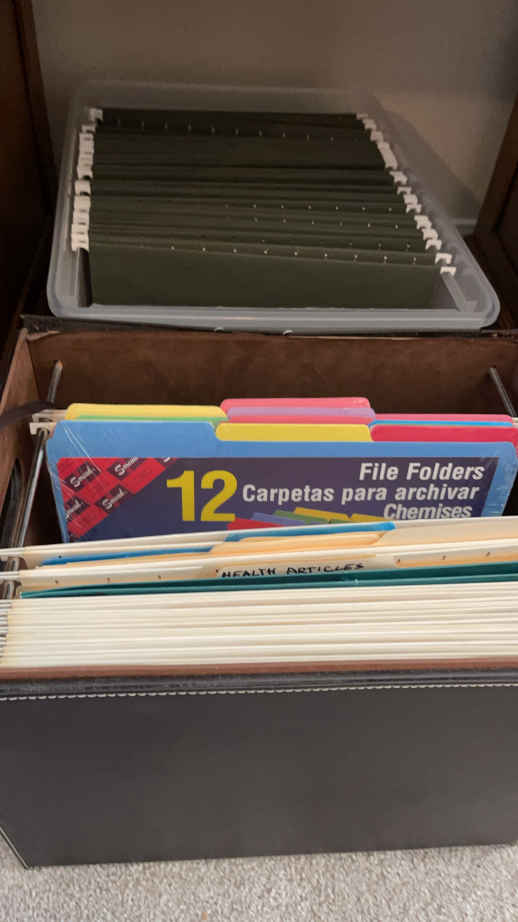 12
File Folders
Carpetas para archivar
Chemises
HEALTH ARTICLES